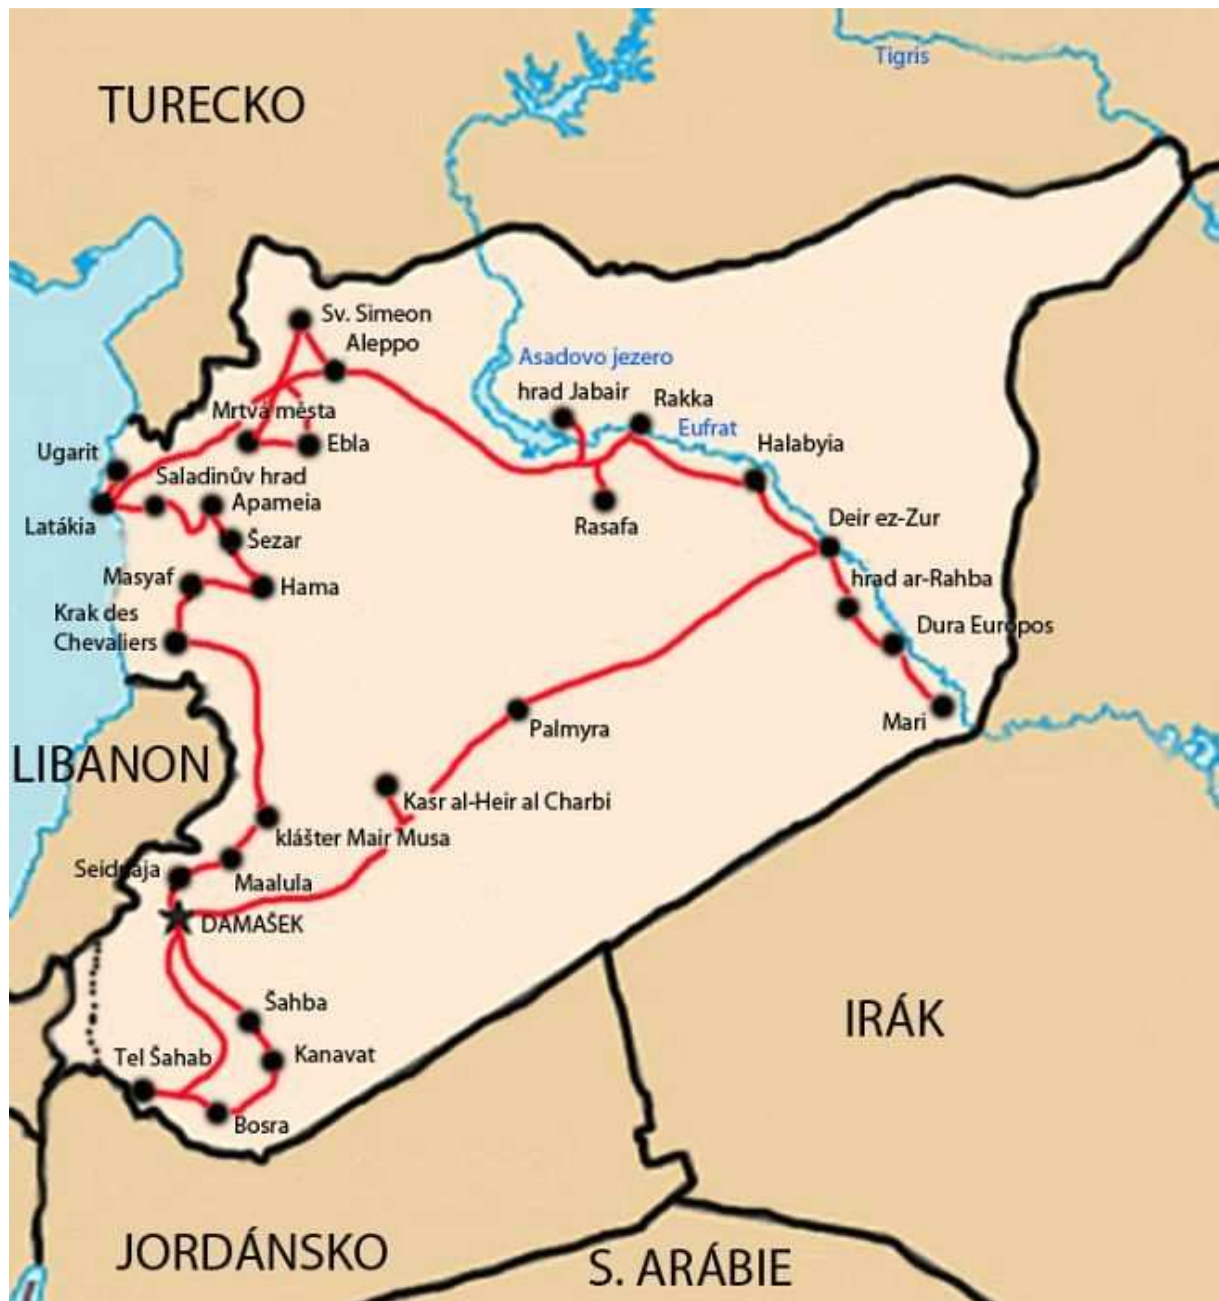 Tigris
TURECKO
Sv. Simeon
Aleppo
Asadovo jezero
hrad Jabair
Rakka
Mrtvá města
Eufrat
Ugarit
Ebla
Halabyia
Saladinův hrad
Apameia
Latákia
Rasafa
Deir ez-Zur
Šezar
Masyaf
Hama
hrad ar-Rahba
Krak des
Chevaliers
Dura Európos
Mari
Palmyra
LIBANON
Kasr al-Heir al Charbi
klášter Mair Musa
Seidnaja
Maalula
DAMAŠEK
Šahba
IRÁK
Tel Šahab
Kanavat
Bosra
JORDÁNSKO
S. ARÁBIE